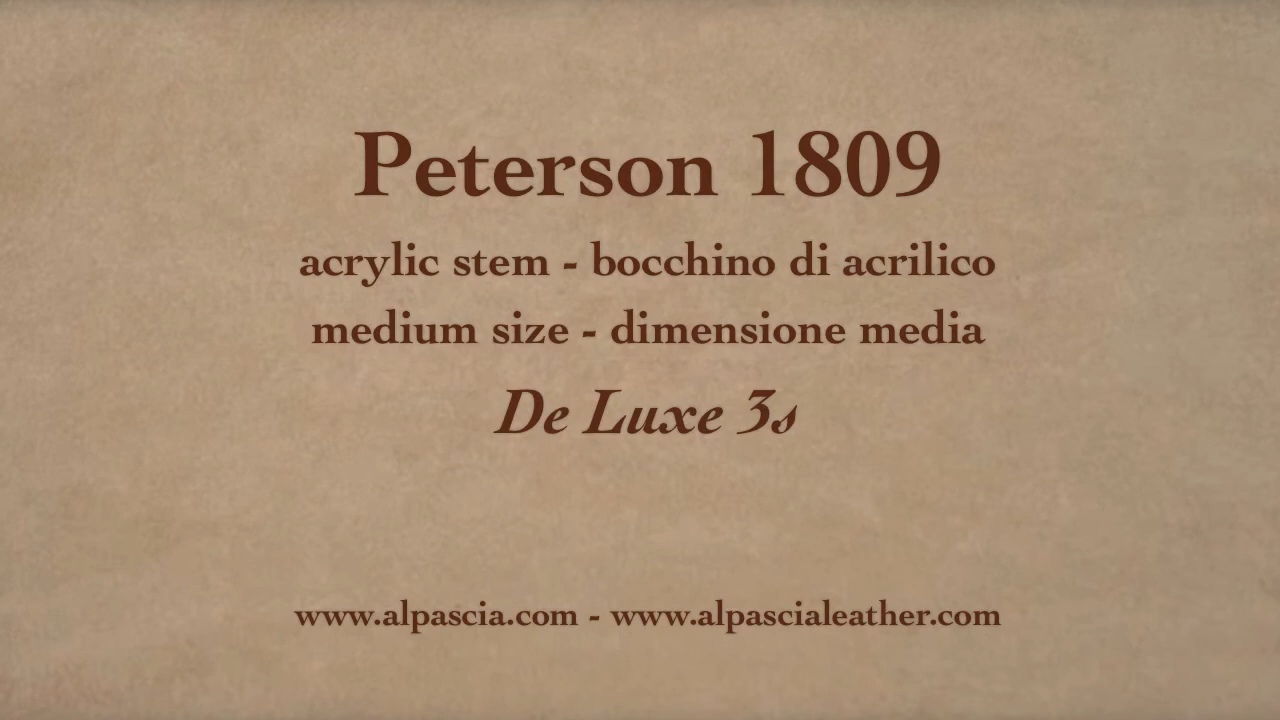 Peterson 1809
acrylic stem - bocchino di acrilico
medium size - dimensione media
De Luxe 3s
www.alpascia.com - www.alpascialeather.com